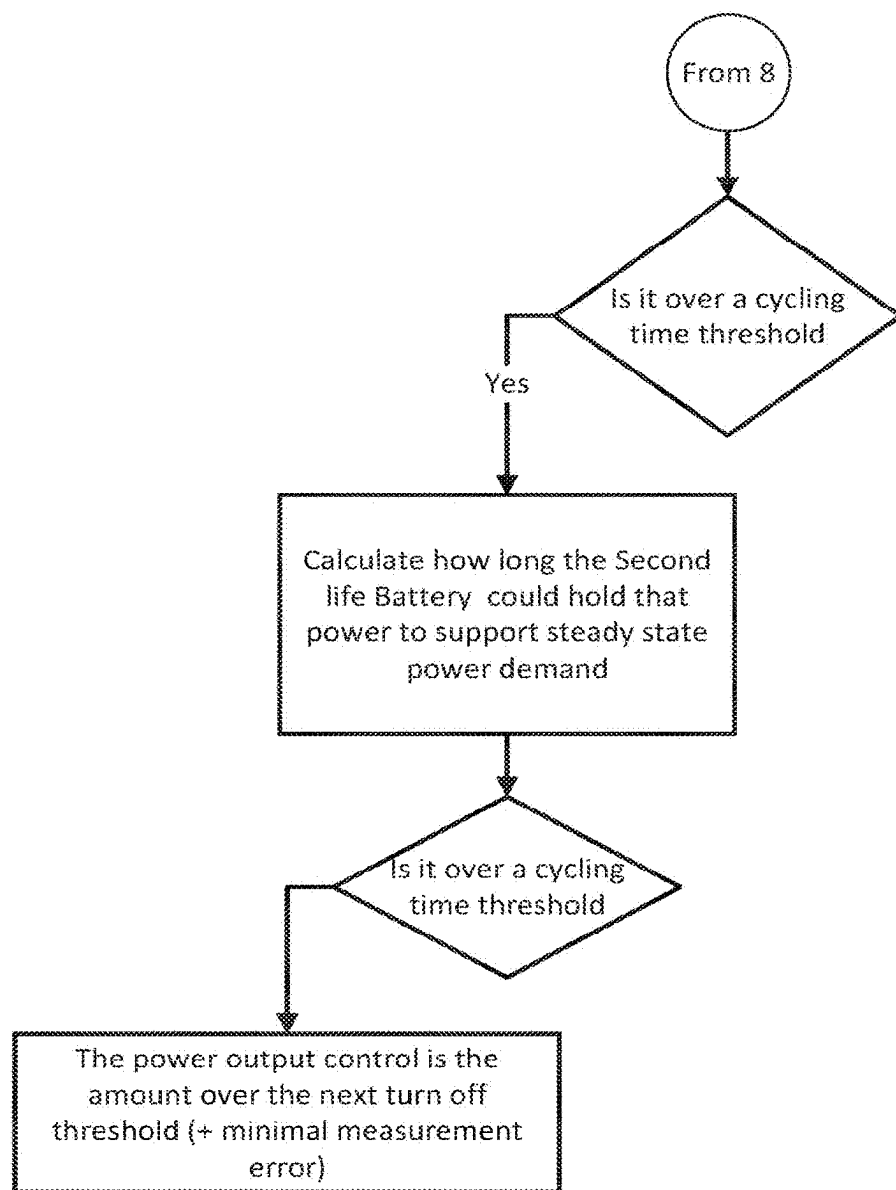 From 8
Is it over a cycling
time threshold
Yes
Calculate how long the Second
life Battery could hold that
power to support steady state
power demand
Is it over a cycling
time threshold
The power output control is the
amount over the next turn off
threshold (+ minimal measurement
error)